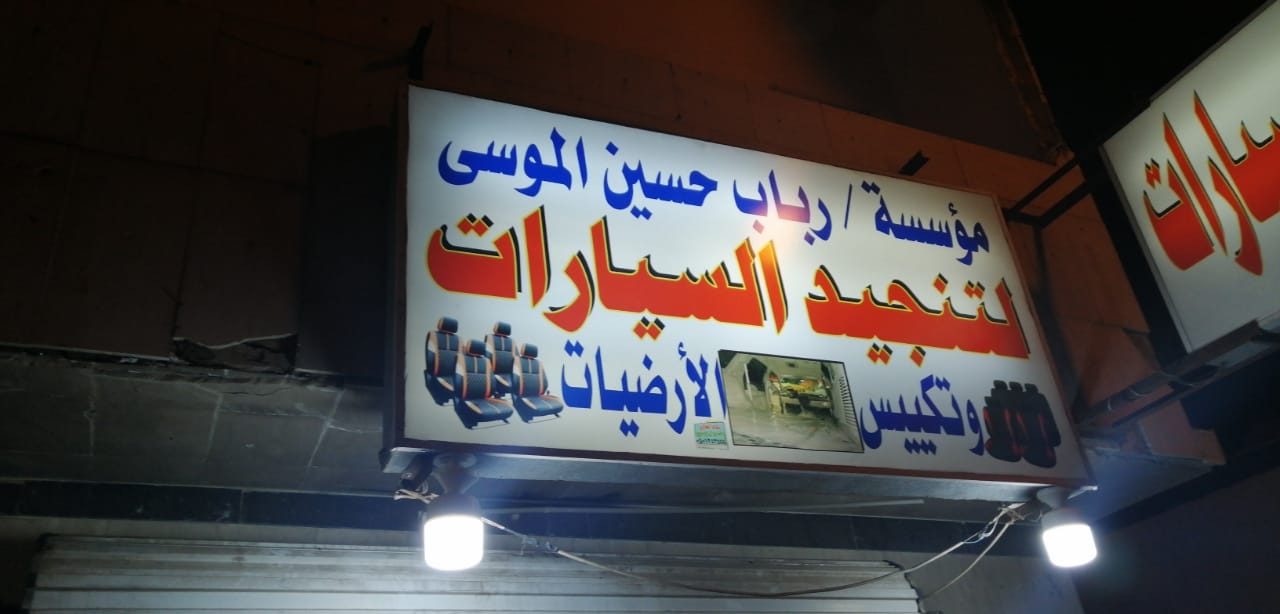 مؤسسة / رباب حسين الموسى
لتنجيد السيارات
وتكييس الأرضيات